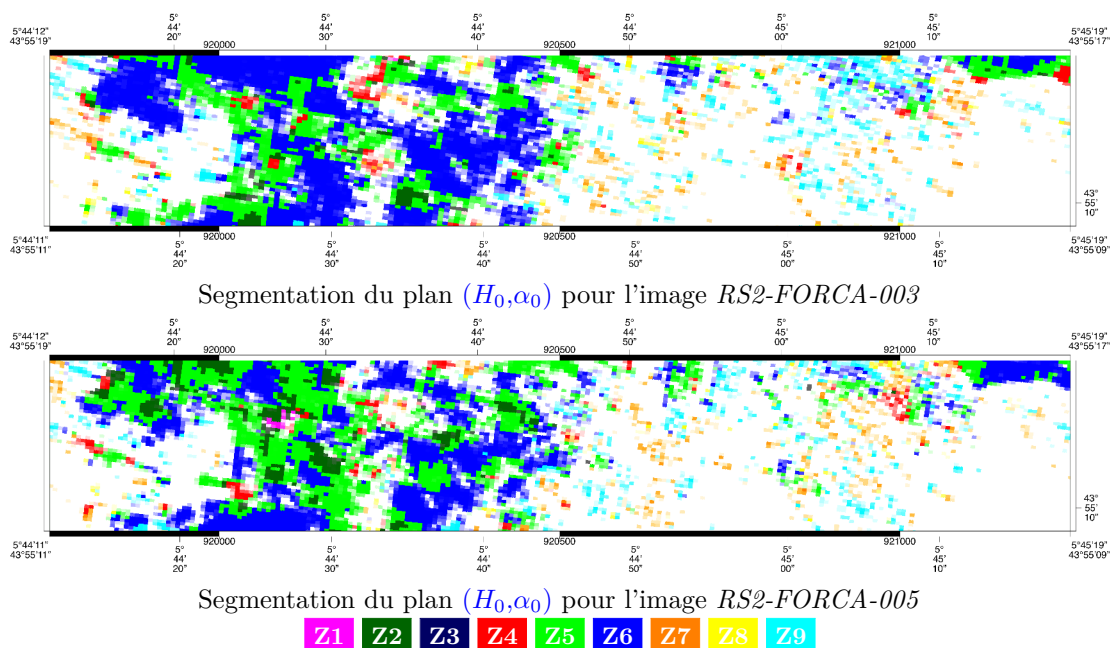 5° 5° 5° 5° 5° 5°
5°44'12" 44' 44' 44' 44' 45' 45' 5°45'19"
43°55'19" 20" 30" 40" 50" 00" 10" 43°55'17"
920000 920500 921000
43°
55'
10"
5°44'11" 920000 920500 921000 5°45'19"
43°55'11" 5° 5° 5° 5° 5° 5° 43°55'09"
44' 44' 44' 44' 45' 45'
20" 30" 40" 50" 00" 10"
Segmentation du plan (H₀,α₀) pour l'image RS2-FORCA-003
5° 5° 5° 5° 5° 5°
5°44'12" 44' 44' 44' 44' 45' 45' 5°45'19"
43°55'19" 20" 30" 40" 50" 00" 10" 43°55'17"
920000 920500 921000
43°
55'
10"
5°44'11" 920000 920500 921000 5°45'19"
43°55'11" 5° 5° 5° 5° 5° 5° 43°55'09"
44' 44' 44' 44' 45' 45'
20" 30" 40" 50" 00" 10"
Segmentation du plan (H₀,α₀) pour l'image RS2-FORCA-005
Z1 Z2 Z3 Z4 Z5 Z6 Z7 Z8 Z9